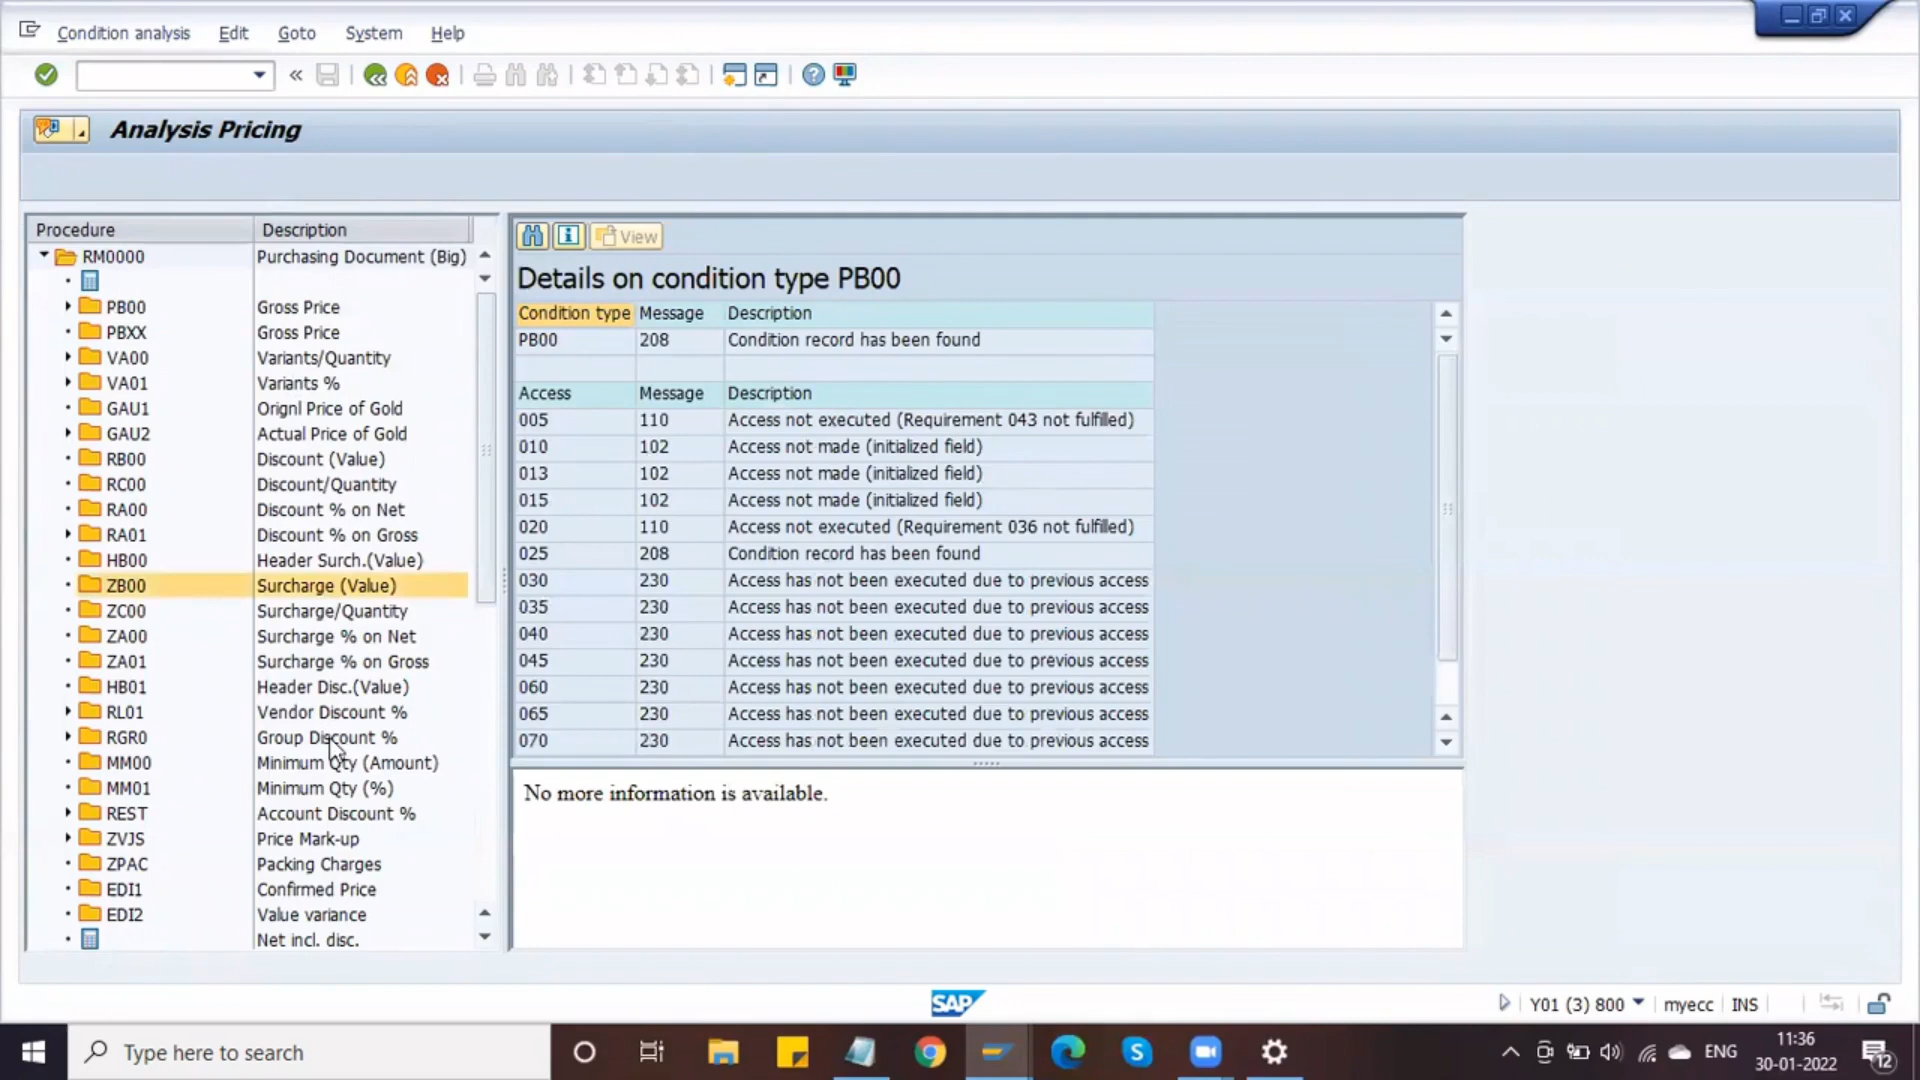 Condition analysis Edit Goto System Help
Analysis Pricing
Procedure Description
RM0000 Purchasing Document (Big)
PB00 Gross Price
PBXX Gross Price
VA00 Variants/Quantity
VA01 Variants %
GAU1 Orignl Price of Gold
GAU2 Actual Price of Gold
RB00 Discount (Value)
RC00 Discount/Quantity
RA00 Discount % on Net
RA01 Discount % on Gross
HB00 Header Surch.(Value)
ZB00 Surcharge (Value)
ZC00 Surcharge/Quantity
ZA00 Surcharge % on Net
ZA01 Surcharge % on Gross
HB01 Header Disc.(Value)
RL01 Vendor Discount %
RGR0 Group Discount %
MM00 Minimum Qty (Amount)
MM01 Minimum Qty (%)
REST Account Discount %
ZVJS Price Mark-up
ZPAC Packing Charges
EDI1 Confirmed Price
EDI2 Value variance
Net incl. disc.
View
Details on condition type PB00
Condition type Message Description
PB00 208 Condition record has been found
Access Message Description
005 110 Access not executed (Requirement 043 not fulfilled)
010 102 Access not made (initialized field)
013 102 Access not made (initialized field)
015 102 Access not made (initialized field)
020 110 Access not executed (Requirement 036 not fulfilled)
025 208 Condition record has been found
030 230 Access has not been executed due to previous access
035 230 Access has not been executed due to previous access
040 230 Access has not been executed due to previous access
045 230 Access has not been executed due to previous access
060 230 Access has not been executed due to previous access
065 230 Access has not been executed due to previous access
070 230 Access has not been executed due to previous access
No more information is available.
SAP
Y01 (3) 800 myecc INS
Type here to search
ENG
11:36
30-01-2022
12